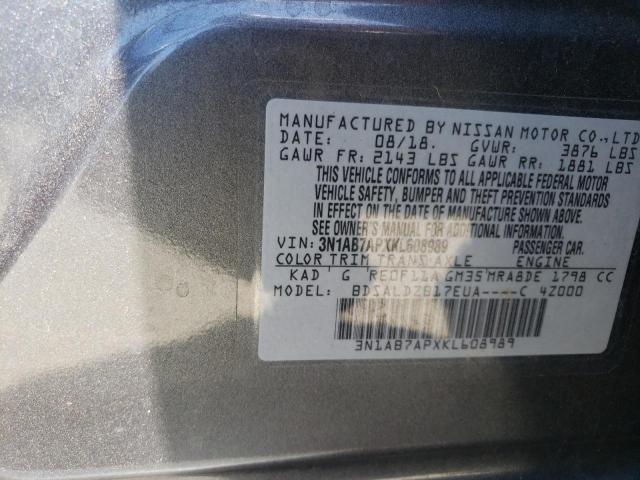 MANUFACTURED BY NISSAN MOTOR CO., LTD
DATE: 08/18. GVWR: 3876 LBS
GAWR FR: 2143 LBS GAWR RR: 1881 LBS
THIS VEHICLE CONFORMS TO ALL APPLICABLE FEDERAL MOTOR
VEHICLE SAFETY, BUMPER AND THEFT PREVENTION STANDARDS
IN EFFECT ON THE DATE OF MANUFACTURE SHOWN ABOVE.
SEE OWNER'S MANUAL FOR ADDITIONAL INFORMATION
VIN: 3N1AB7APXKL608989 PASSENGER CAR.
COLOR TRIM TRANS. AXLE ENGINE
KAD G RE0F11A GM35 MRA8DE 1798 CC
MODEL: BDSALDZB17EUA----C 4Z000
3N1AB7APXKL608989